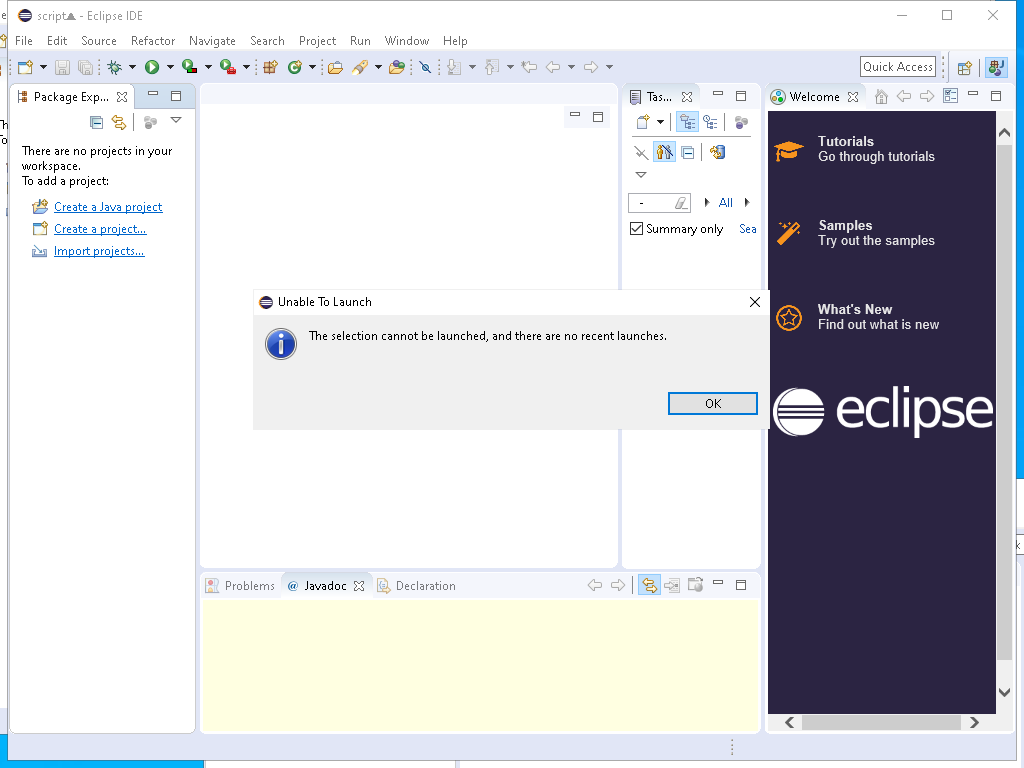 script▲ - Eclipse IDE
File Edit Source Refactor Navigate Search Project Run Window Help
Quick Access
Package Exp...
Tas...
Welcome
There are no projects in your
workspace.
To add a project:
Create a Java project
Create a project...
Import projects...
- All
Summary only Sea
Tutorials
Go through tutorials
Samples
Try out the samples
What's New
Find out what is new
eclipse
Unable To Launch
The selection cannot be launched, and there are no recent launches.
OK
Problems @ Javadoc Declaration